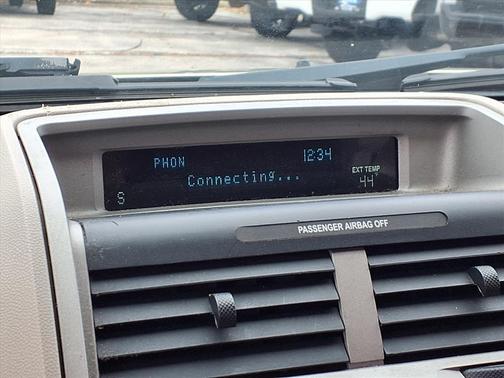 PHON 12:34
Connecting...
EXT TEMP
S 44°
PASSENGER AIRBAG OFF